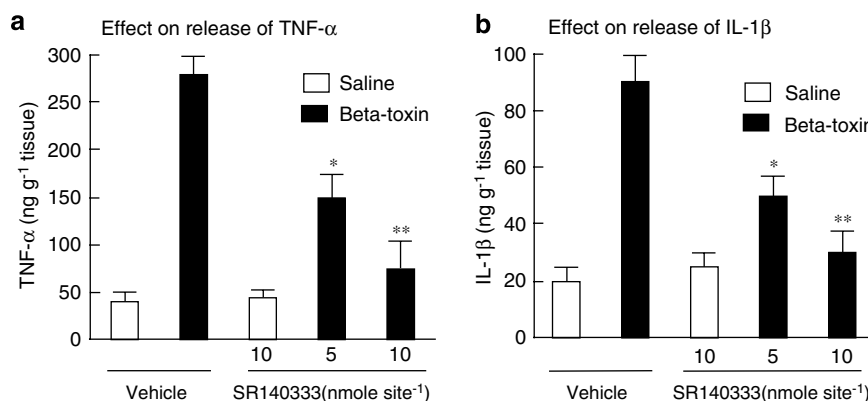 a
Effect on release of TNF-α
300
250
200
150
100
50
0
TNF-α (ng g⁻¹ tissue)
Saline
Beta-toxin
*
**
10 5 10
Vehicle SR140333(nmole site⁻¹)
b
Effect on release of IL-1β
100
80
60
40
20
0
IL-1β (ng g⁻¹ tissue)
Saline
Beta-toxin
*
**
10 5 10
Vehicle SR140333(nmole site⁻¹)